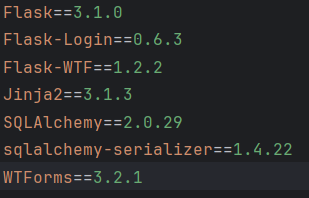 Flask==3.1.0
Flask-Login==0.6.3
Flask-WTF==1.2.2
Jinja2==3.1.3
SQLAlchemy==2.0.29
sqlalchemy-serializer==1.4.22
WTForms==3.2.1